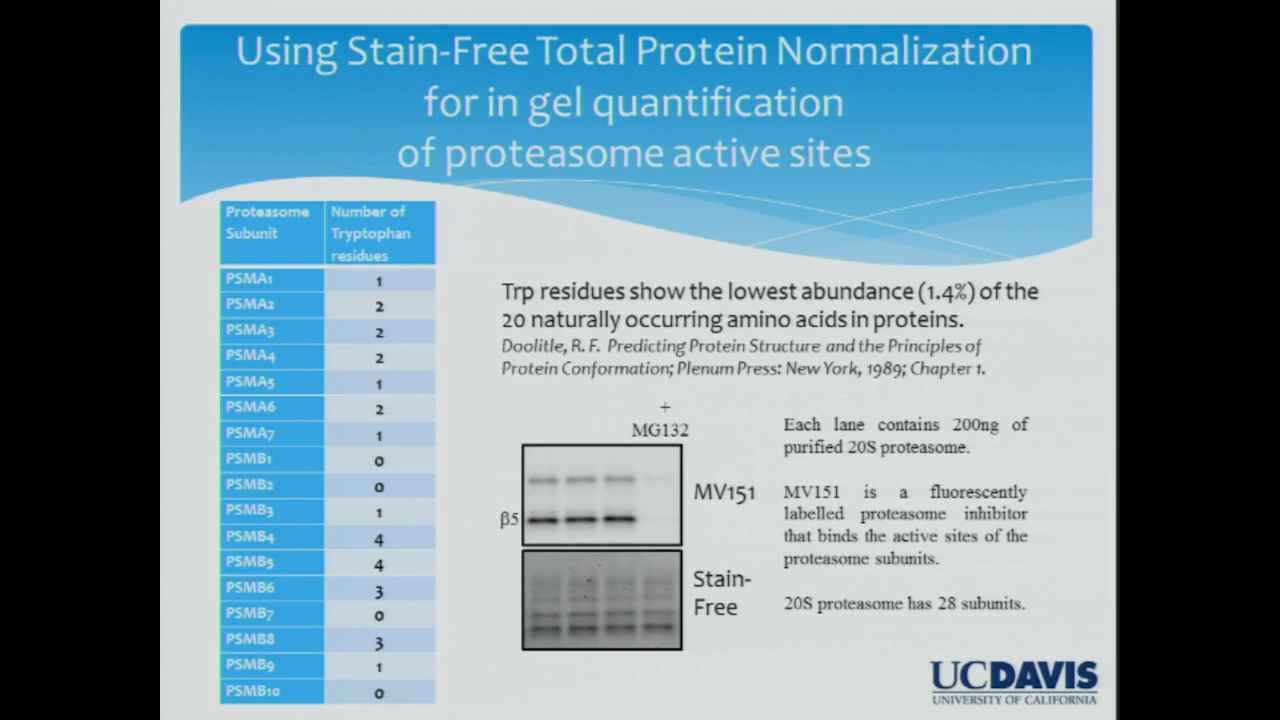 Using Stain-Free Total Protein Normalization
for in gel quantification
of proteasome active sites
Proteasome Subunit	Number of Tryptophan residues
PSMA1	1
PSMA2	2
PSMA3	2
PSMA4	2
PSMA5	1
PSMA6	2
PSMA7	1
PSMB1	0
PSMB2	0
PSMB3	1
PSMB4	4
PSMB5	4
PSMB6	3
PSMB7	0
PSMB8	3
PSMB9	1
PSMB10	0
Trp residues show the lowest abundance (1.4%) of the
20 naturally occurring amino acids in proteins.
Doolitle, R. F. Predicting Protein Structure and the Principles of
Protein Conformation; Plenum Press: New York, 1989; Chapter 1.
+
MG132
MV151
β5
Stain-
Free
Each lane contains 200ng of
purified 20S proteasome.
MV151 is a fluorescently
labelled proteasome inhibitor
that binds the active sites of the
proteasome subunits.
20S proteasome has 28 subunits.
UCDAVIS
UNIVERSITY OF CALIFORNIA